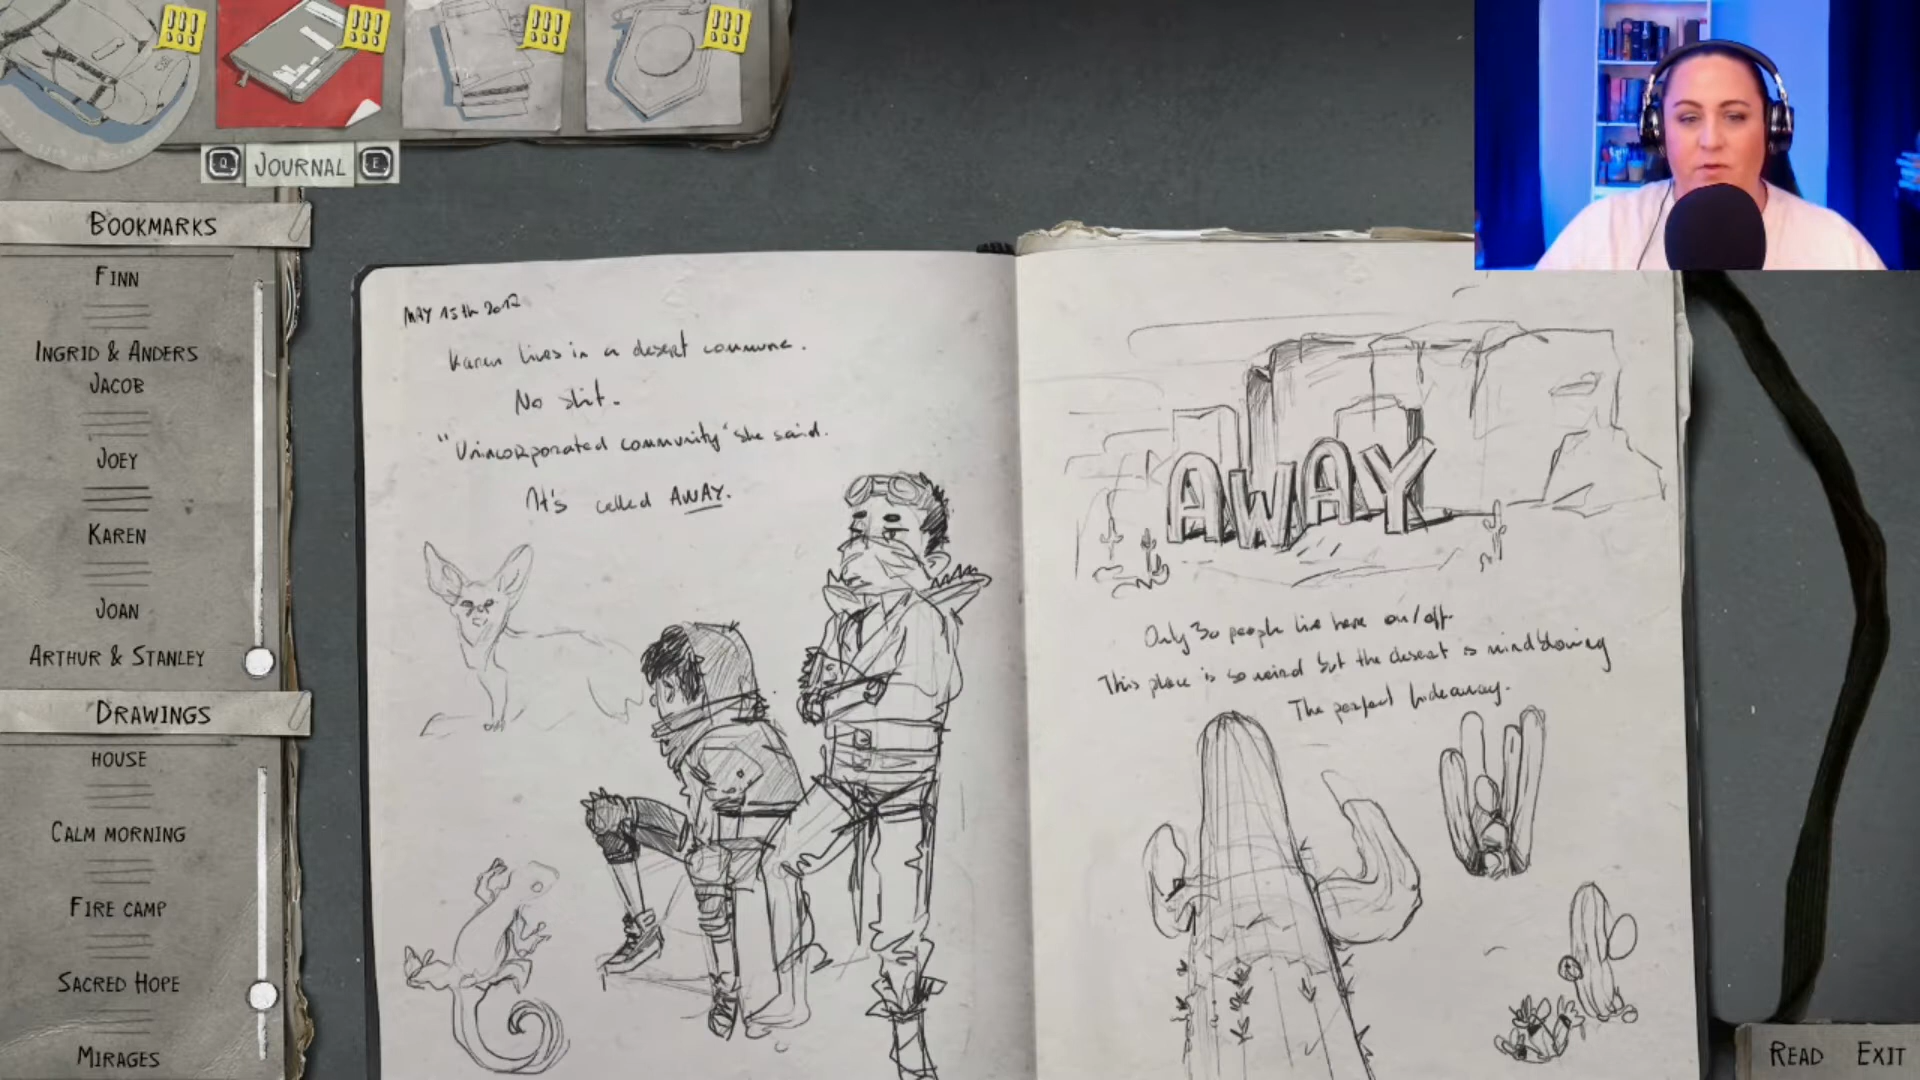 Q JOURNAL E
BOOKMARKS
FINN
INGRID & ANDERS
JACOB
JOEY
KAREN
JOAN
ARTHUR & STANLEY
DRAWINGS
HOUSE
CALM MORNING
FIRE CAMP
SACRED HOPE
MIRAGES
MAY 15th 2017
Karen lives in a desert commune.
No shit.
"Unincorporated community" she said.
It's called AWAY.
AWAY
Only 30 people live here on/off.
This place is so weird but the desert is mindblowing
The perfect hideaway.
READ EXIT